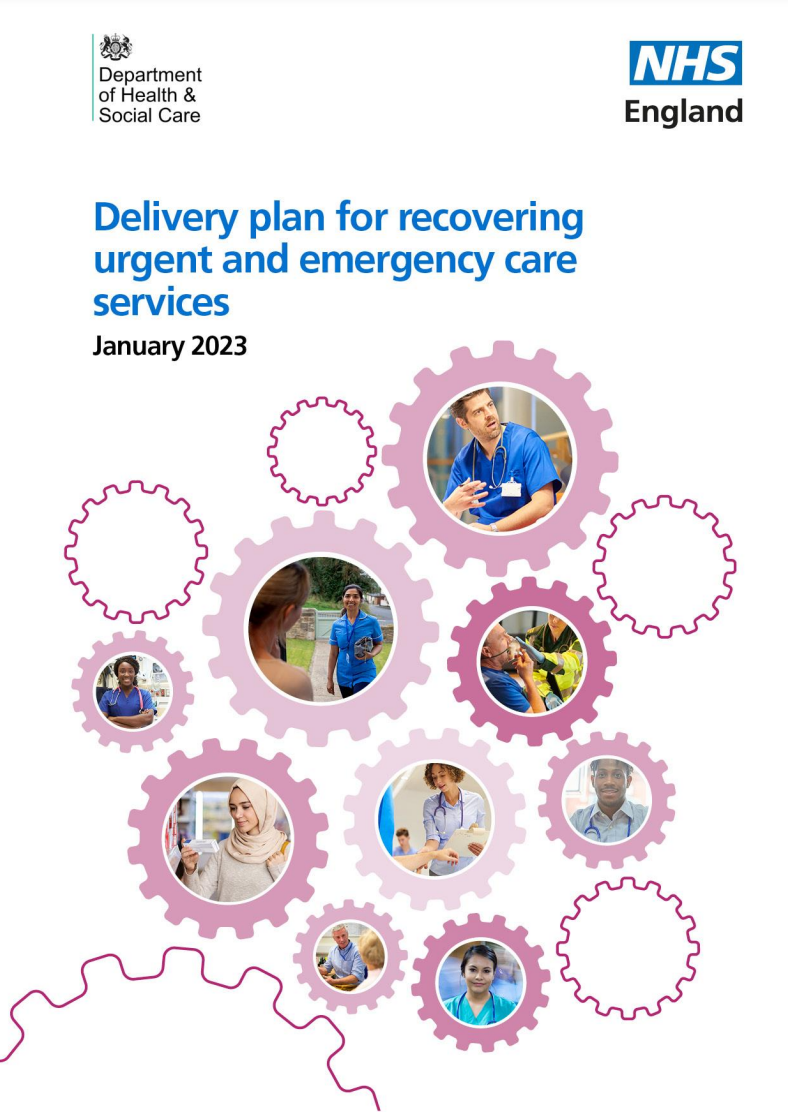 Department
of Health &
Social Care
NHS
England
Delivery plan for recovering
urgent and emergency care
services
January 2023